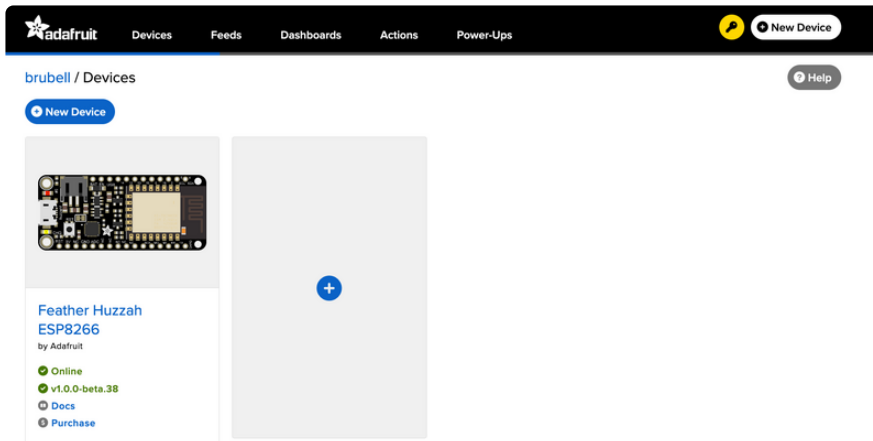 adafruit Devices Feeds Dashboards Actions Power-Ups New Device
brubell / Devices
Help
New Device
Feather Huzzah
ESP8266
by Adafruit
Online
v1.0.0-beta.38
Docs
Purchase